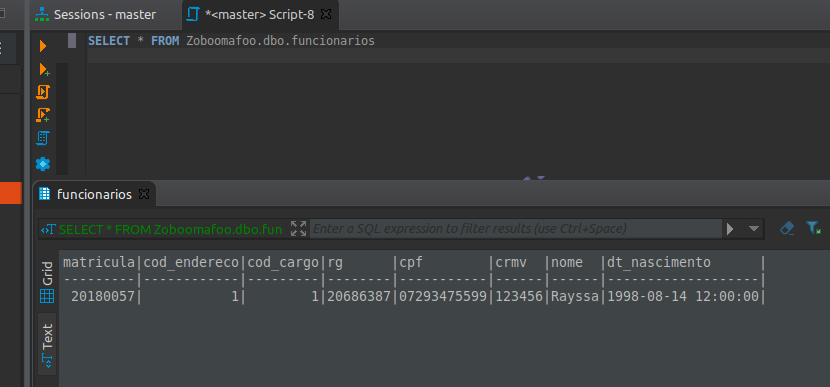 Sessions - master *<master> Script-8
SELECT * FROM Zoboomafoo.dbo.funcionarios
funcionarios
SELECT * FROM Zoboomafoo.dbo.fun Enter a SQL expression to filter results (use Ctrl+Space)
Grid
Text
matricula|cod_endereco|cod_cargo|rg      |cpf        |crmv  |nome  |dt_nascimento      |
---------|------------|---------|--------|-----------|------|------|-------------------|
 20180057|           1|        1|20686387|07293475599|123456|Rayssa|1998-08-14 12:00:00|